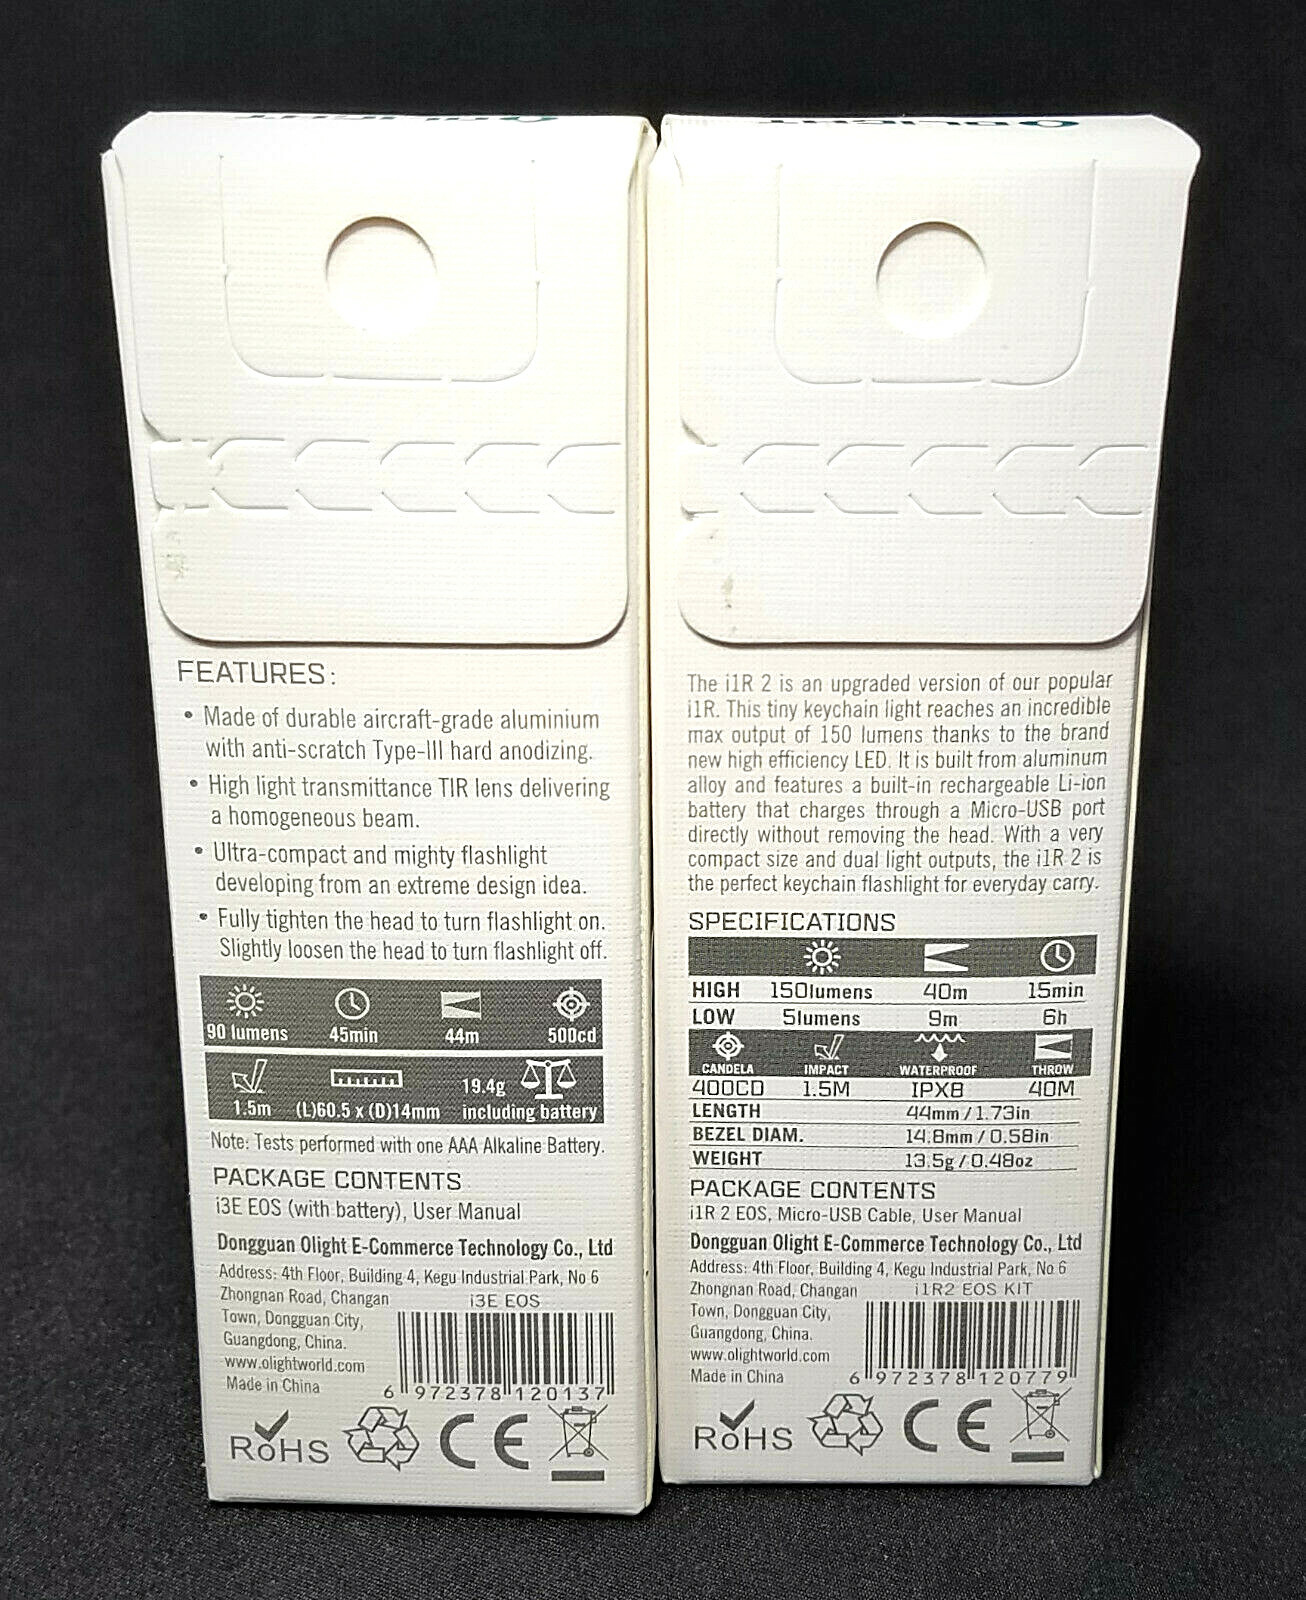 OLIGHT
FEATURES:
• Made of durable aircraft-grade aluminium
with anti-scratch Type-III hard anodizing.
• High light transmittance TIR lens delivering
a homogeneous beam.
• Ultra-compact and mighty flashlight
developing from an extreme design idea.
• Fully tighten the head to turn flashlight on.
Slightly loosen the head to turn flashlight off.
90 lumens 45min 44m 500cd
1.5m (L)60.5 x (D)14mm 19.4g
including battery
Note: Tests performed with one AAA Alkaline Battery.
PACKAGE CONTENTS
i3E EOS (with battery), User Manual
Dongguan Olight E-Commerce Technology Co., Ltd
Address: 4th Floor, Building 4, Kegu Industrial Park, No 6
Zhongnan Road, Changan
Town, Dongguan City,
Guangdong, China.
www.olightworld.com
Made in China
i3E EOS
6 972378 120137
RoHS CE
OLIGHT
The i1R 2 is an upgraded version of our popular
i1R. This tiny keychain light reaches an incredible
max output of 150 lumens thanks to the brand
new high efficiency LED. It is built from aluminum
alloy and features a built-in rechargeable Li-ion
battery that charges through a Micro-USB port
directly without removing the head. With a very
compact size and dual light outputs, the i1R 2 is
the perfect keychain flashlight for everyday carry.
SPECIFICATIONS
HIGH 150lumens 40m 15min
LOW 5lumens 9m 6h
CANDELA IMPACT WATERPROOF THROW
400CD 1.5M IPX8 40M
LENGTH 44mm / 1.73in
BEZEL DIAM. 14.8mm / 0.58in
WEIGHT 13.5g / 0.48oz
PACKAGE CONTENTS
i1R 2 EOS, Micro-USB Cable, User Manual
Dongguan Olight E-Commerce Technology Co., Ltd
Address: 4th Floor, Building 4, Kegu Industrial Park, No 6
Zhongnan Road, Changan
Town, Dongguan City,
Guangdong, China.
www.olightworld.com
Made in China
i1R2 EOS KIT
6 972378 120779
RoHS CE